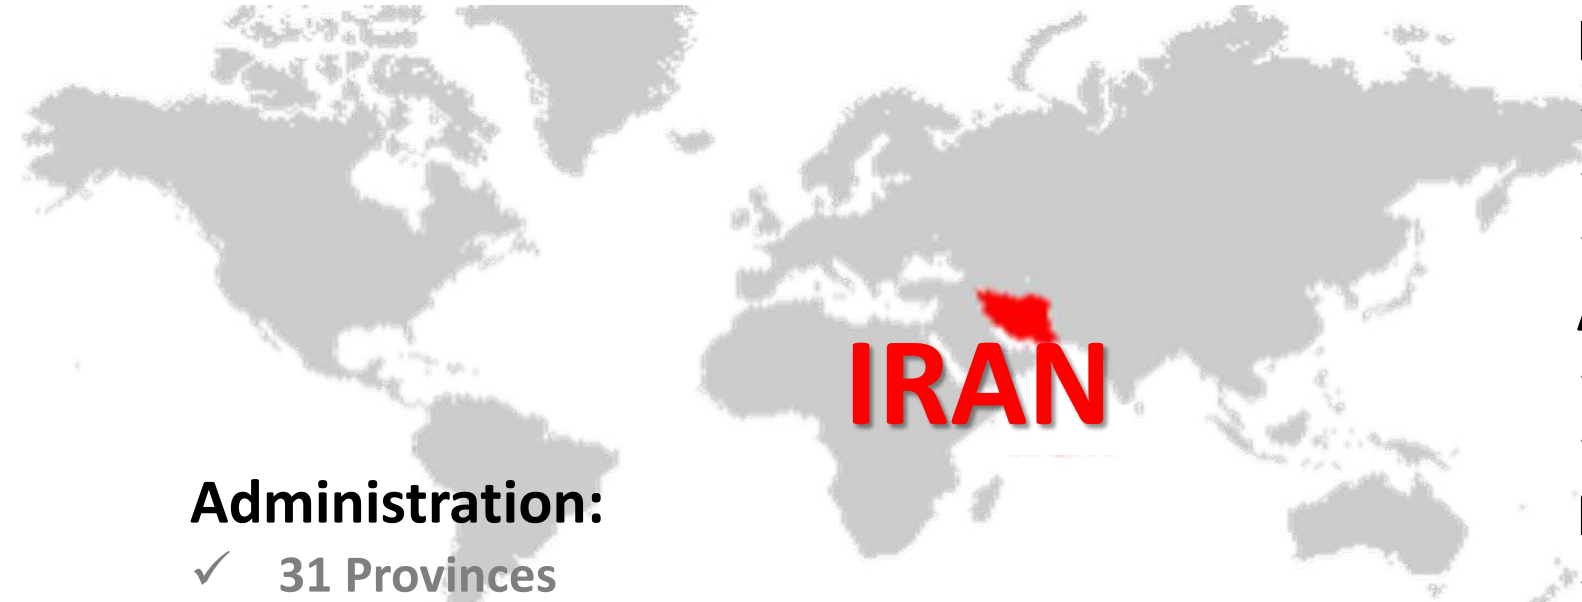 IRAN
Administration:
✓ 31 Provinces